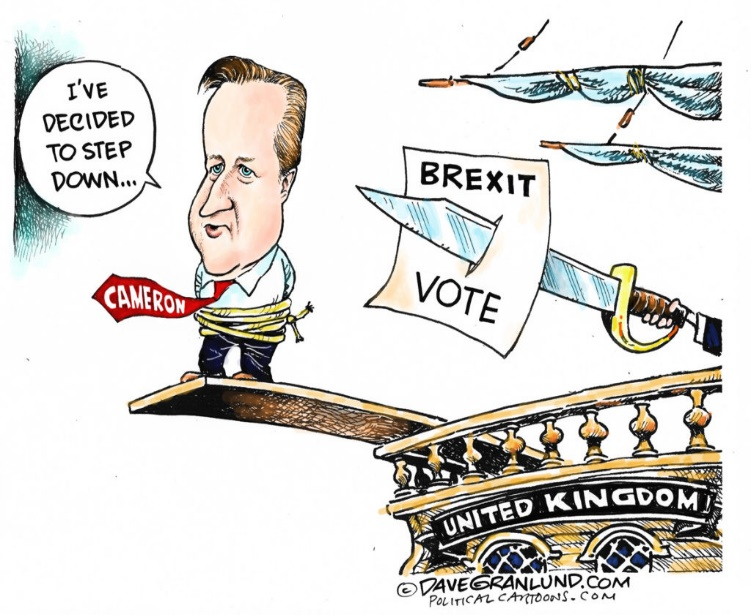 I'VE
DECIDED
TO STEP
DOWN...
BREXIT
CAMERON
VOTE
UNITED KINGDOM
© DAVEGRANLUND.COM
POLITICALCARTOONS.COM